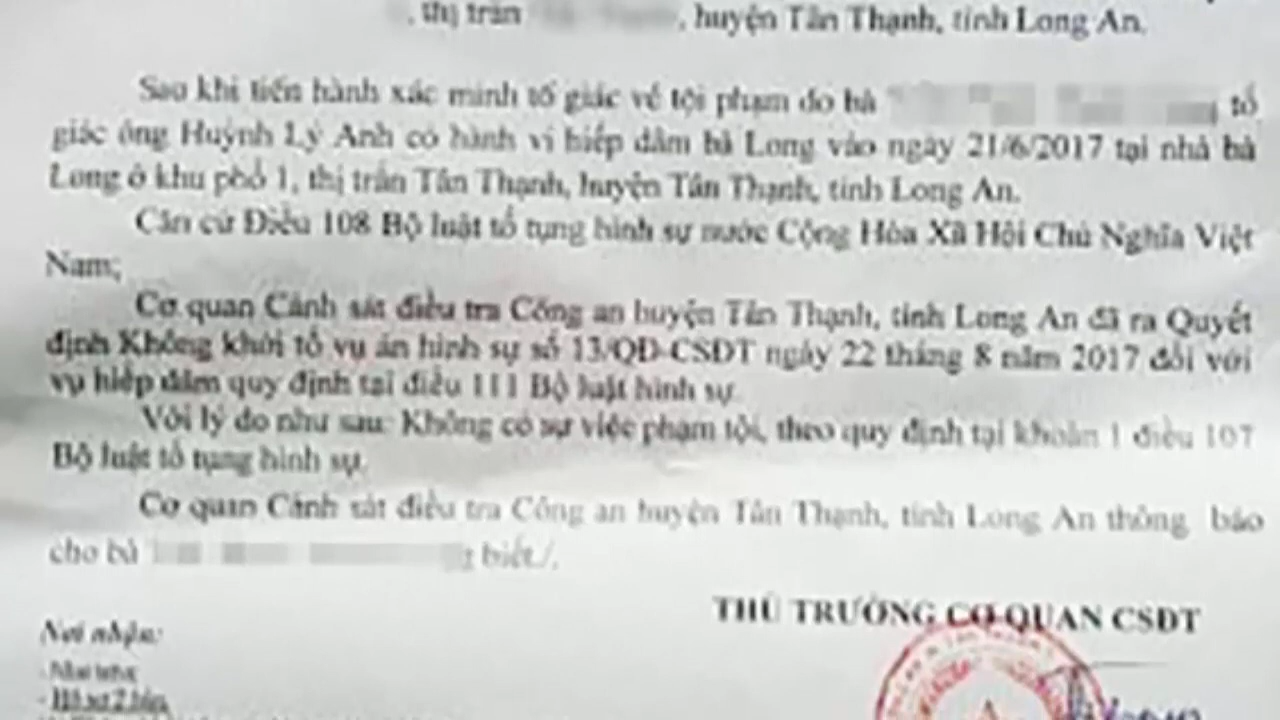 , thị trấn , huyện Tân Thạnh, tỉnh Long An.
Sau khi tiến hành xác minh tố giác về tội phạm do bà tố
giác ông Huỳnh Lý Anh có hành vi hiếp dâm bà Long vào ngày 21/6/2017 tại nhà bà
Long ở khu phố 1, thị trấn Tân Thạnh, huyện Tân Thạnh, tỉnh Long An.
Căn cứ Điều 108 Bộ luật tố tụng hình sự nước Cộng Hòa Xã Hội Chủ Nghĩa Việt
Nam;
Cơ quan Cảnh sát điều tra Công an huyện Tân Thạnh, tỉnh Long An đã ra Quyết
định Không khởi tố vụ án hình sự số 13/QĐ-CSĐT ngày 22 tháng 8 năm 2017 đối với
vụ hiếp dâm quy định tại điều 111 Bộ luật hình sự.
Với lý do như sau: Không có sự việc phạm tội, theo quy định tại khoản 1 điều 107
Bộ luật tố tụng hình sự.
Cơ quan Cảnh sát điều tra Công an huyện Tân Thạnh, tỉnh Long An thông báo
cho bà biết./.
THỦ TRƯỞNG CƠ QUAN CSĐT
Nơi nhận:
- Như trên;
- Hồ sơ 2 bản.